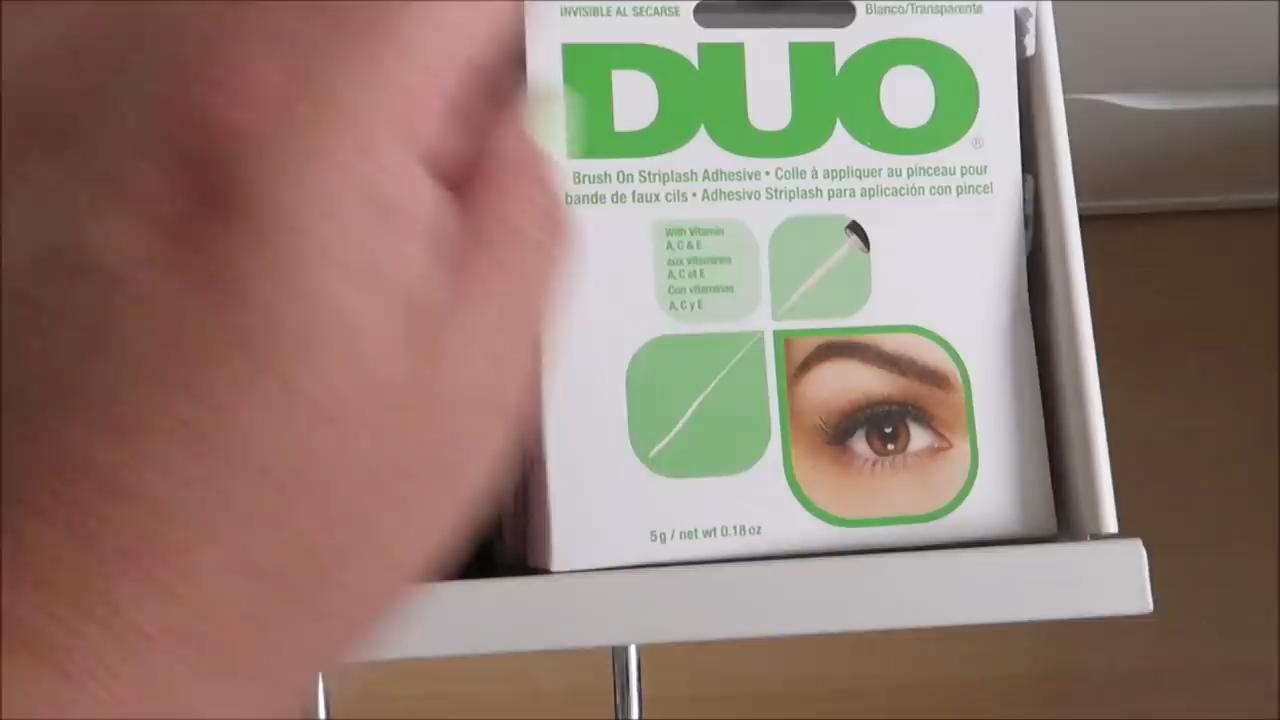 INVISIBLE AL SECARSE
Blanco/Transparente
DUO®
Brush On Striplash Adhesive • Colle à appliquer au pinceau pour
bande de faux cils • Adhesivo Striplash para aplicación con pincel
With Vitamin
A, C & E
aux vitamines
A, C et E
Con vitaminas
A, C y E
5g / net wt 0.18 oz